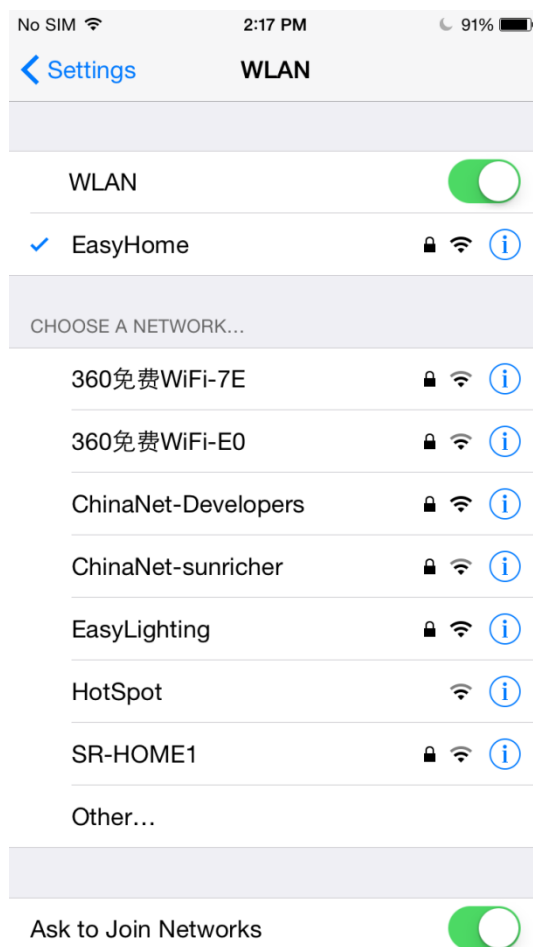 No SIM 2:17 PM 91%
Settings WLAN
WLAN
EasyHome
CHOOSE A NETWORK...
360免费WiFi-7E
360免费WiFi-E0
ChinaNet-Developers
ChinaNet-sunricher
EasyLighting
HotSpot
SR-HOME1
Other...
Ask to Join Networks